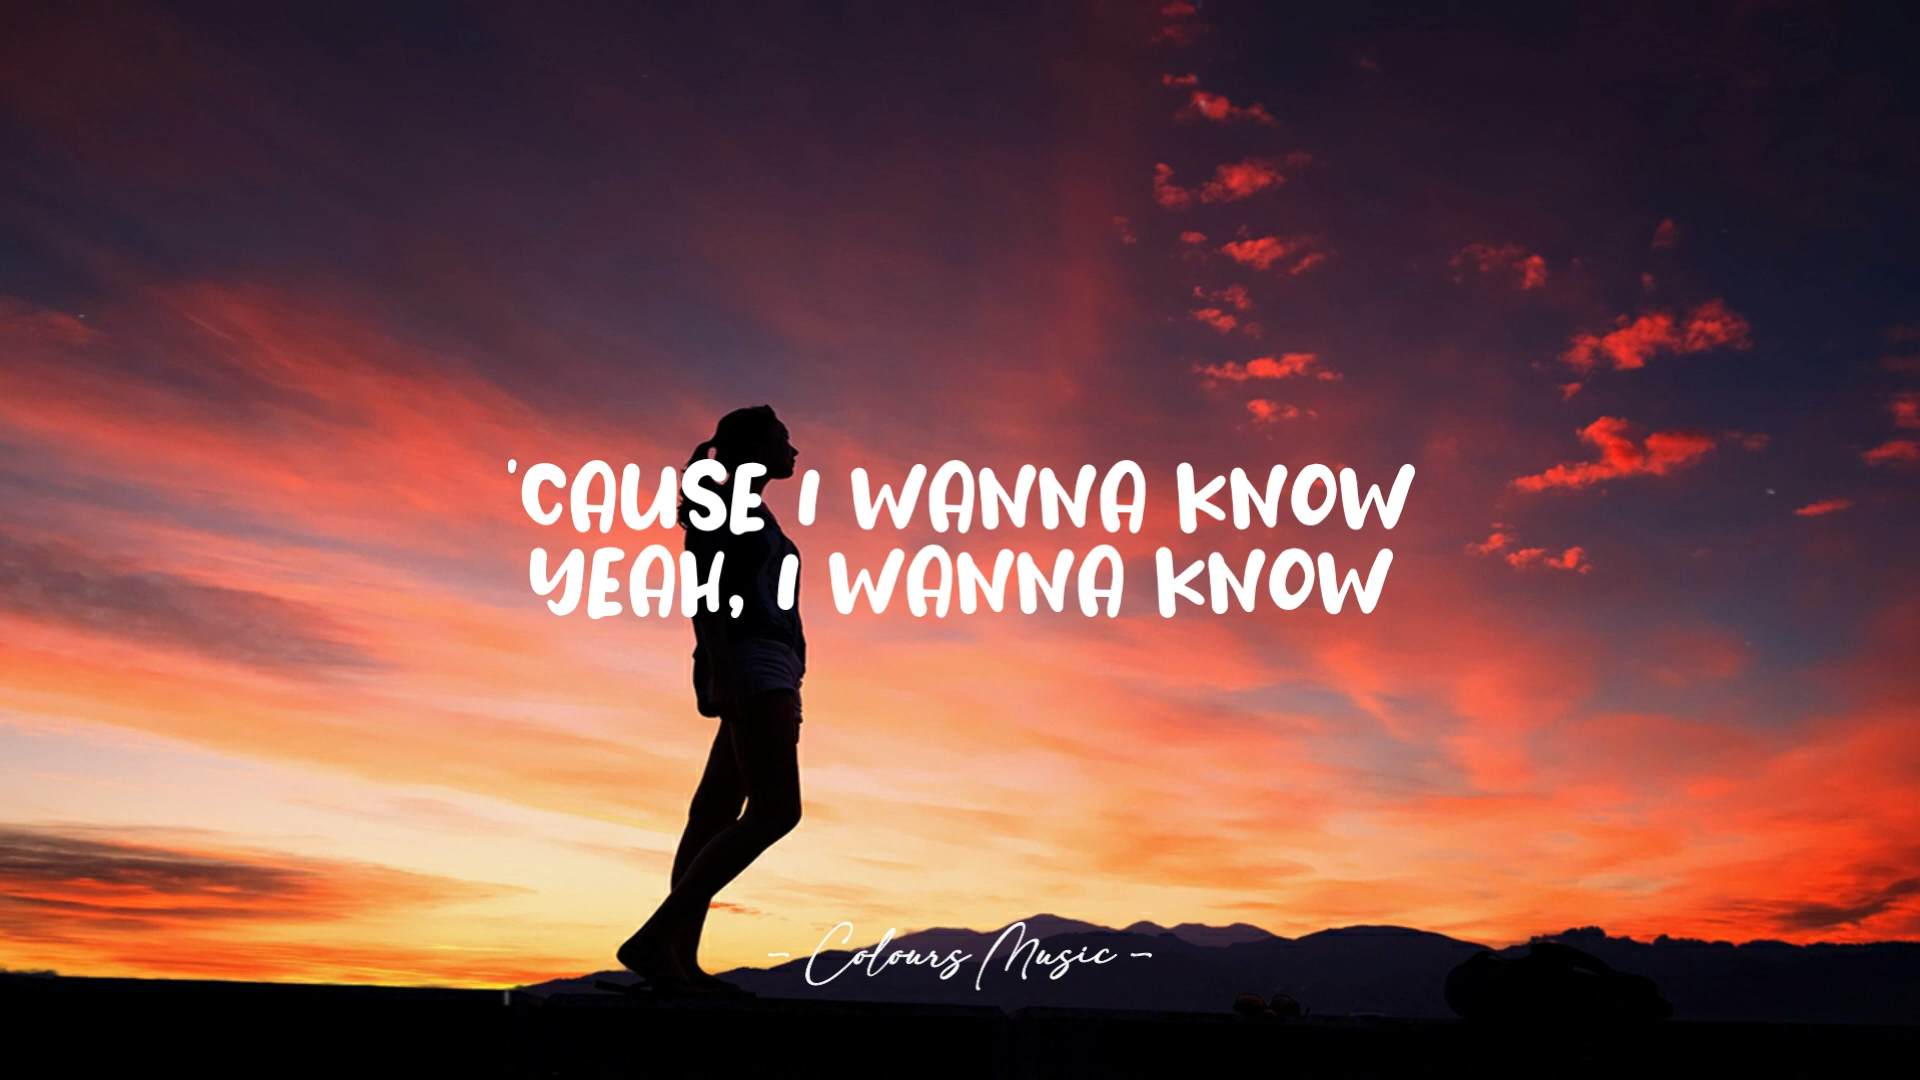 'CAUSE I WANNA KNOW
YEAH, I WANNA KNOW
- Colours Music -